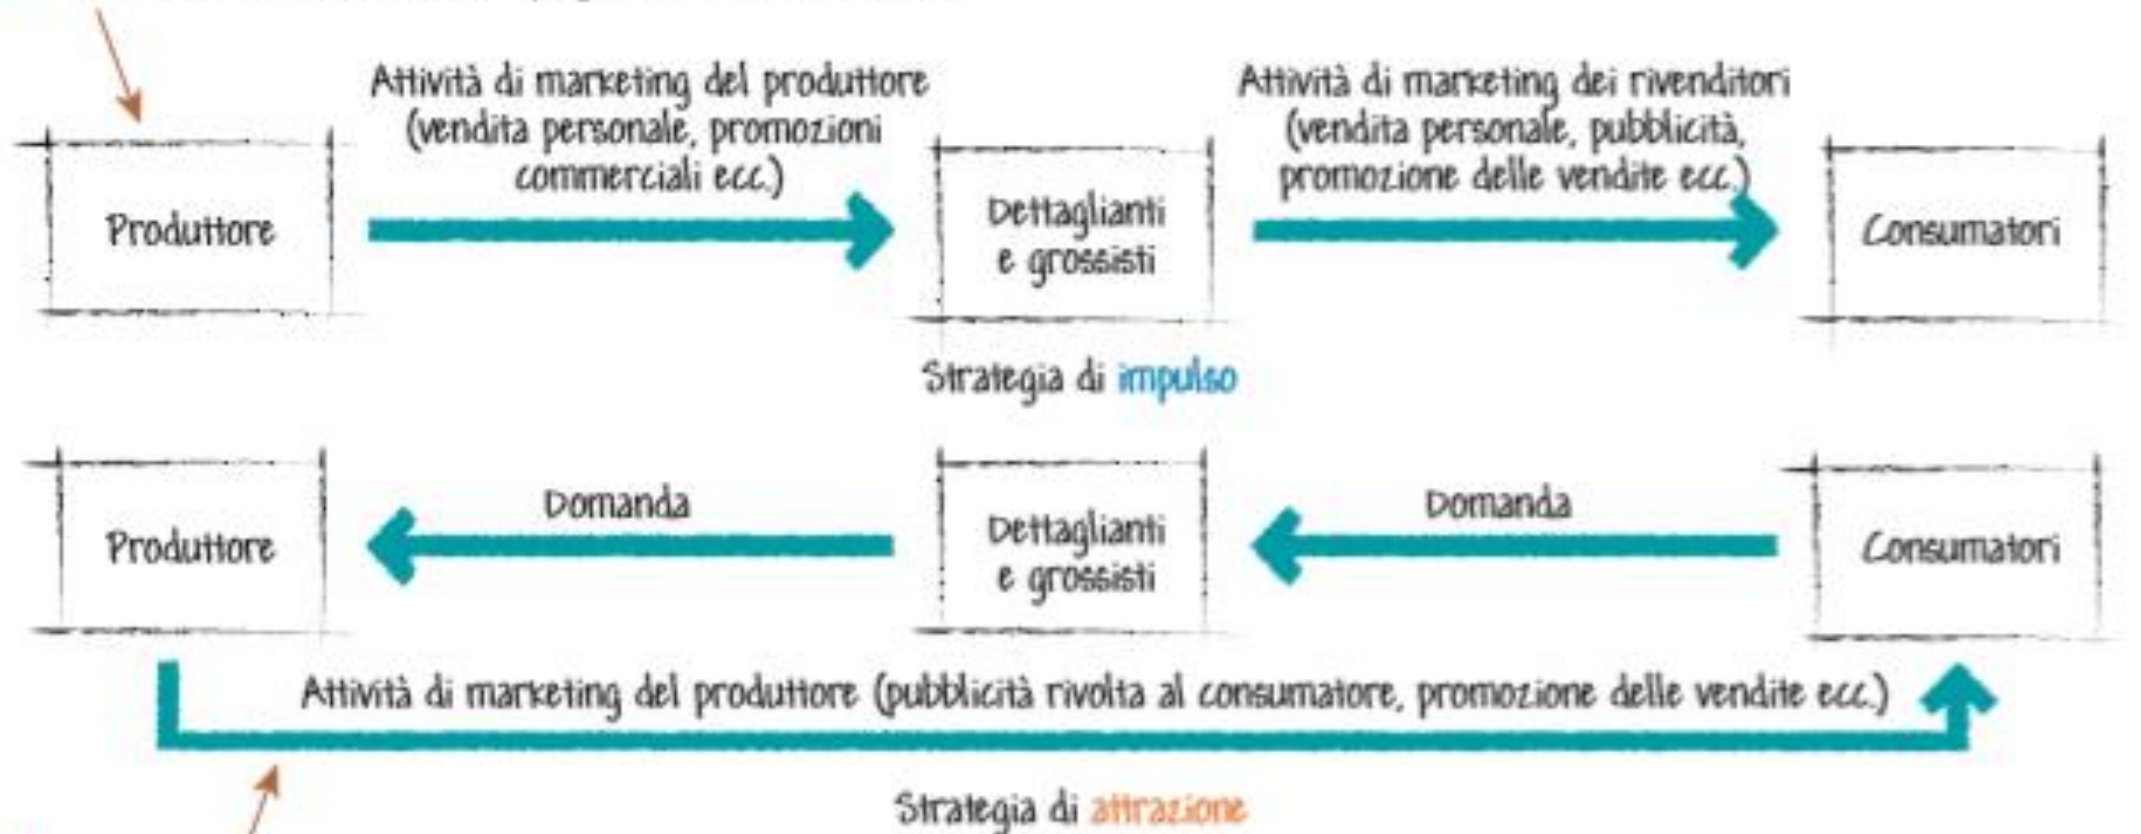 Attività di marketing del produttore
(vendita personale, promozioni
commerciali ecc.)
Attività di marketing dei rivenditori
(vendita personale, pubblicità,
promozione delle vendite ecc.)
Produttore
Dettaglianti
e grossisti
Consumatori
Strategia di impulso
Produttore
Domanda
Dettaglianti
e grossisti
Domanda
Consumatori
Attività di marketing del produttore (pubblicità rivolta al consumatore, promozione delle vendite ecc.)
Strategia di attrazione